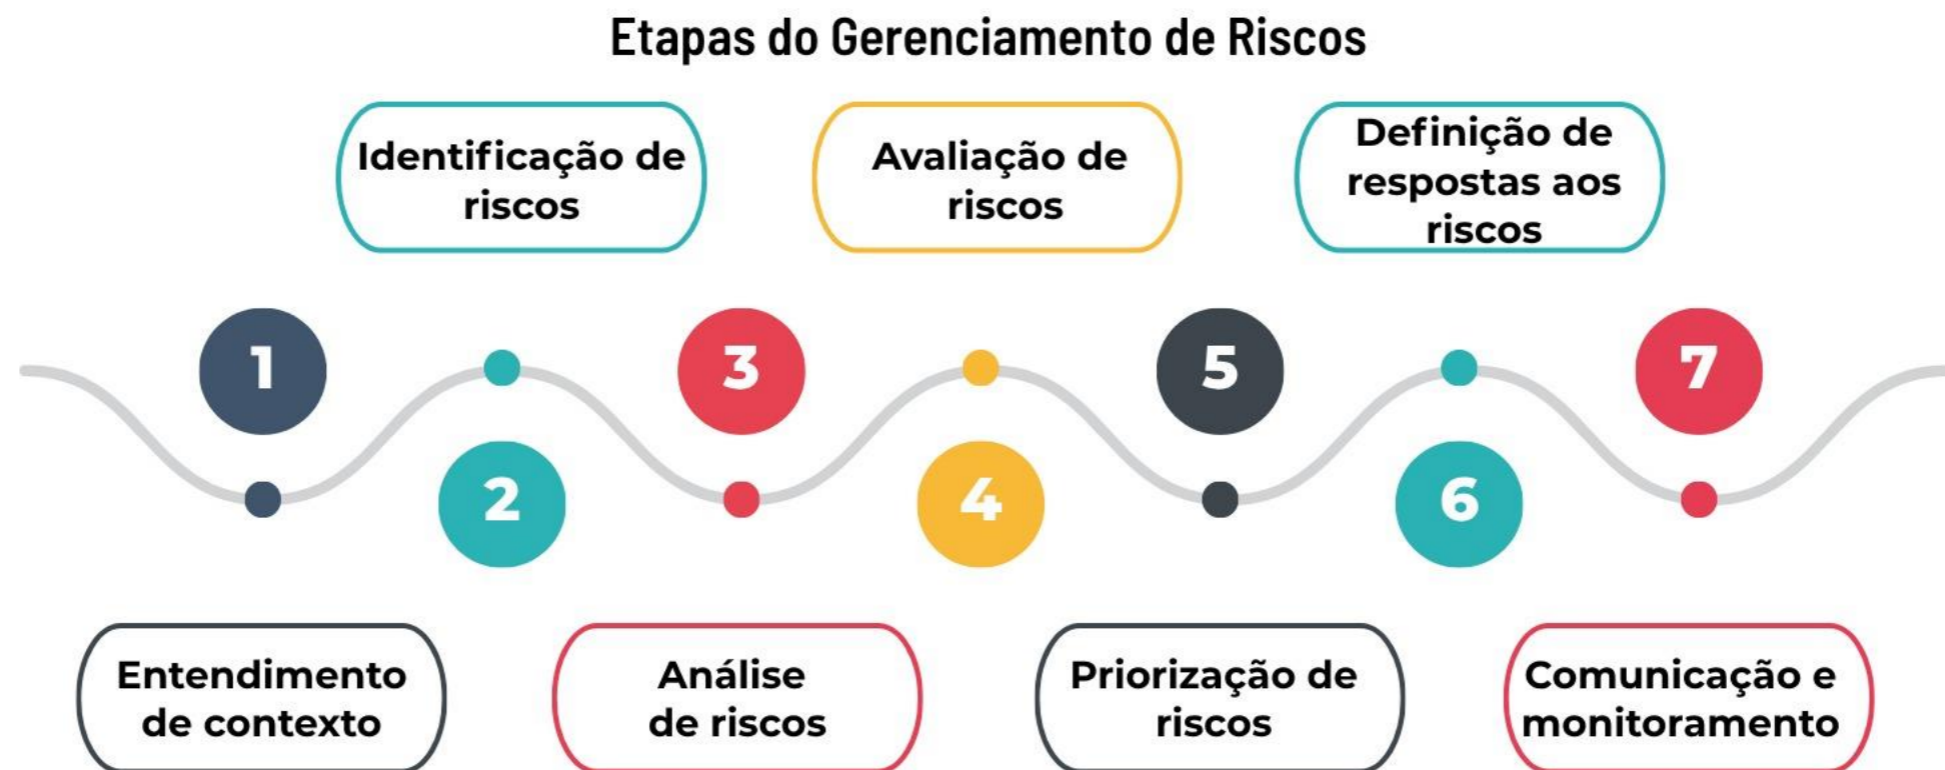 Etapas do Gerenciamento de Riscos
Identificação de
riscos
Avaliação de
riscos
Definição de
respostas aos
riscos
1
2
3
4
5
6
7
Entendimento
de contexto
Análise
de riscos
Priorização de
riscos
Comunicação e
monitoramento